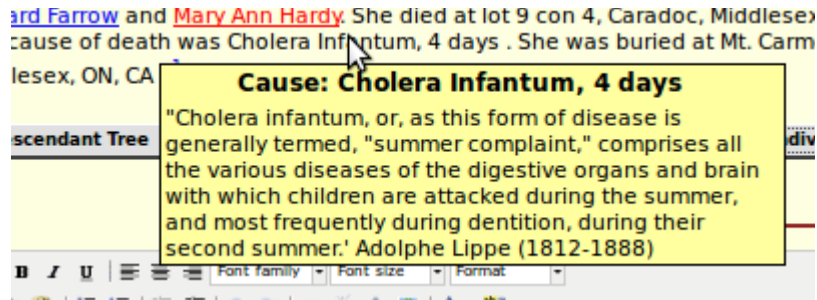 ard Farrow and Mary Ann Hardy. She died at lot 9 con 4, Caradoc, Middlesex
cause of death was Cholera Infantum, 4 days . She was buried at Mt. Carm
lesex, ON, CA
Cause: Cholera Infantum, 4 days
"Cholera infantum, or, as this form of disease is
generally termed, "summer complaint," comprises all
the various diseases of the digestive organs and brain
with which children are attacked during the summer,
and most frequently during dentition, during their
second summer.' Adolphe Lippe (1812-1888)
scendant Tree
ndiv
B I U Font family Font size Format